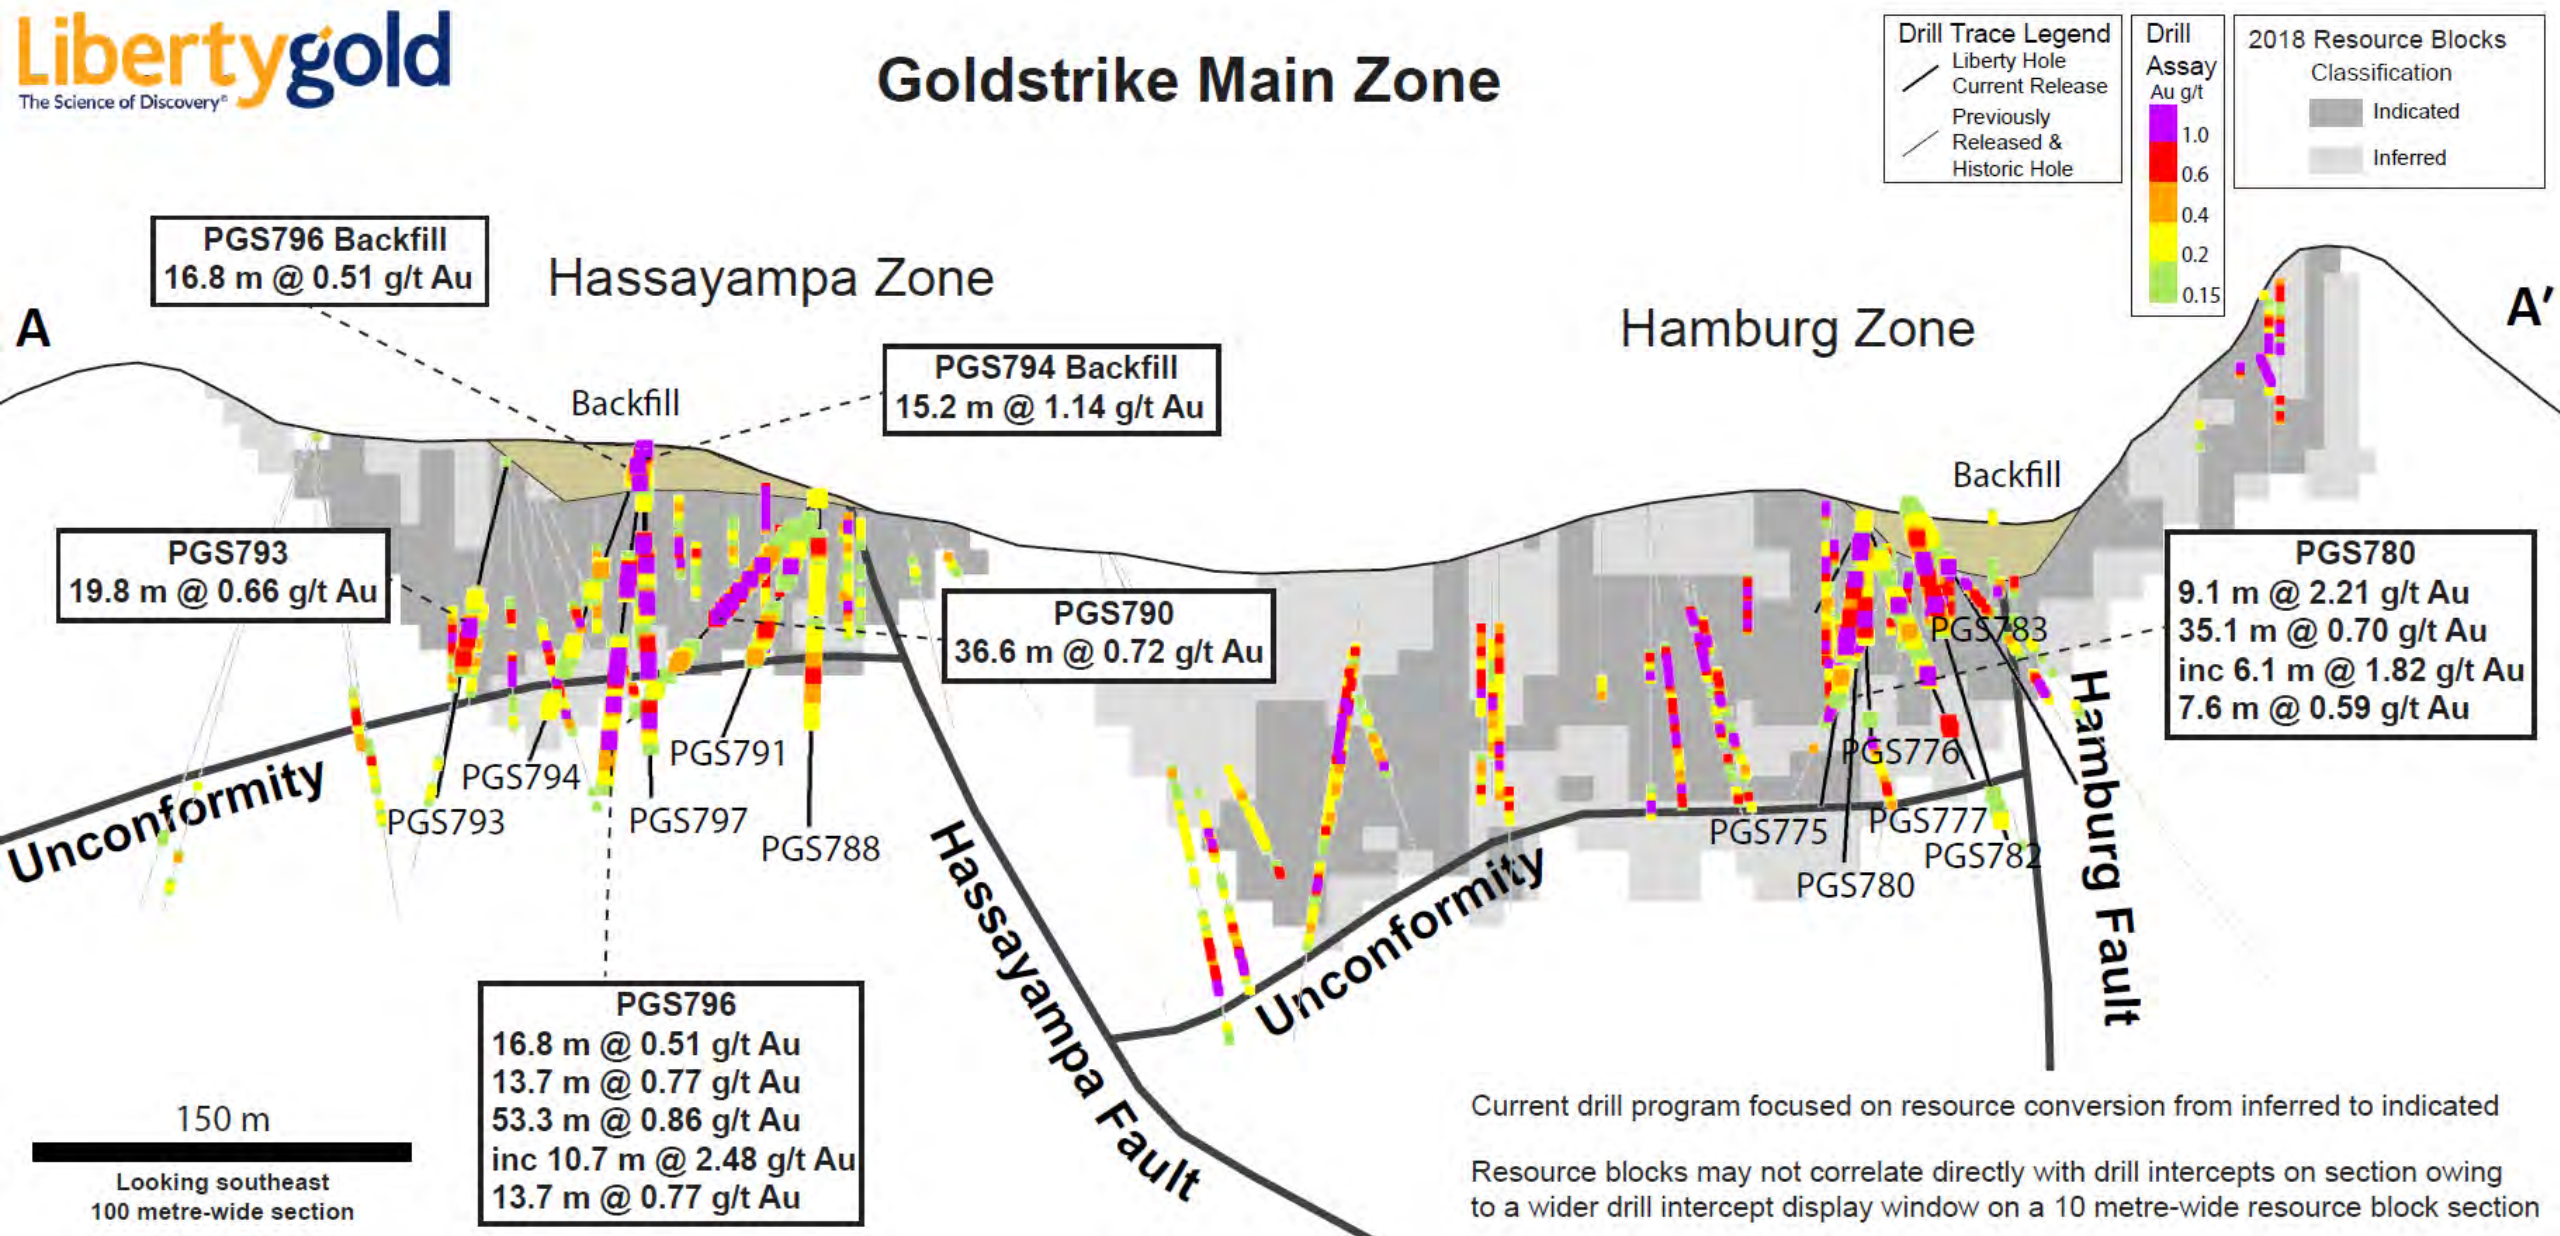 Libertygold
The Science of Discovery®
Goldstrike Main Zone
Drill Trace Legend
Liberty Hole
Current Release
Previously
Released &
Historic Hole
Drill
Assay
Au g/t
1.0
0.6
0.4
0.2
0.15
2018 Resource Blocks
Classification
Indicated
Inferred
PGS796 Backfill
16.8 m @ 0.51 g/t Au
Hassayampa Zone
Hamburg Zone
A
A′
PGS794 Backfill
15.2 m @ 1.14 g/t Au
Backfill
Backfill
PGS793
19.8 m @ 0.66 g/t Au
PGS790
36.6 m @ 0.72 g/t Au
PGS780
9.1 m @ 2.21 g/t Au
35.1 m @ 0.70 g/t Au
inc 6.1 m @ 1.82 g/t Au
7.6 m @ 0.59 g/t Au
PGS783
PGS776
PGS791
PGS794
PGS793
PGS797
PGS788
PGS775
PGS777
PGS782
PGS780
Unconformity
Hassayampa Fault
Unconformity
Hamburg Fault
PGS796
16.8 m @ 0.51 g/t Au
13.7 m @ 0.77 g/t Au
53.3 m @ 0.86 g/t Au
inc 10.7 m @ 2.48 g/t Au
13.7 m @ 0.77 g/t Au
150 m
Looking southeast
100 metre-wide section
Current drill program focused on resource conversion from inferred to indicated
Resource blocks may not correlate directly with drill intercepts on section owing
to a wider drill intercept display window on a 10 metre-wide resource block section